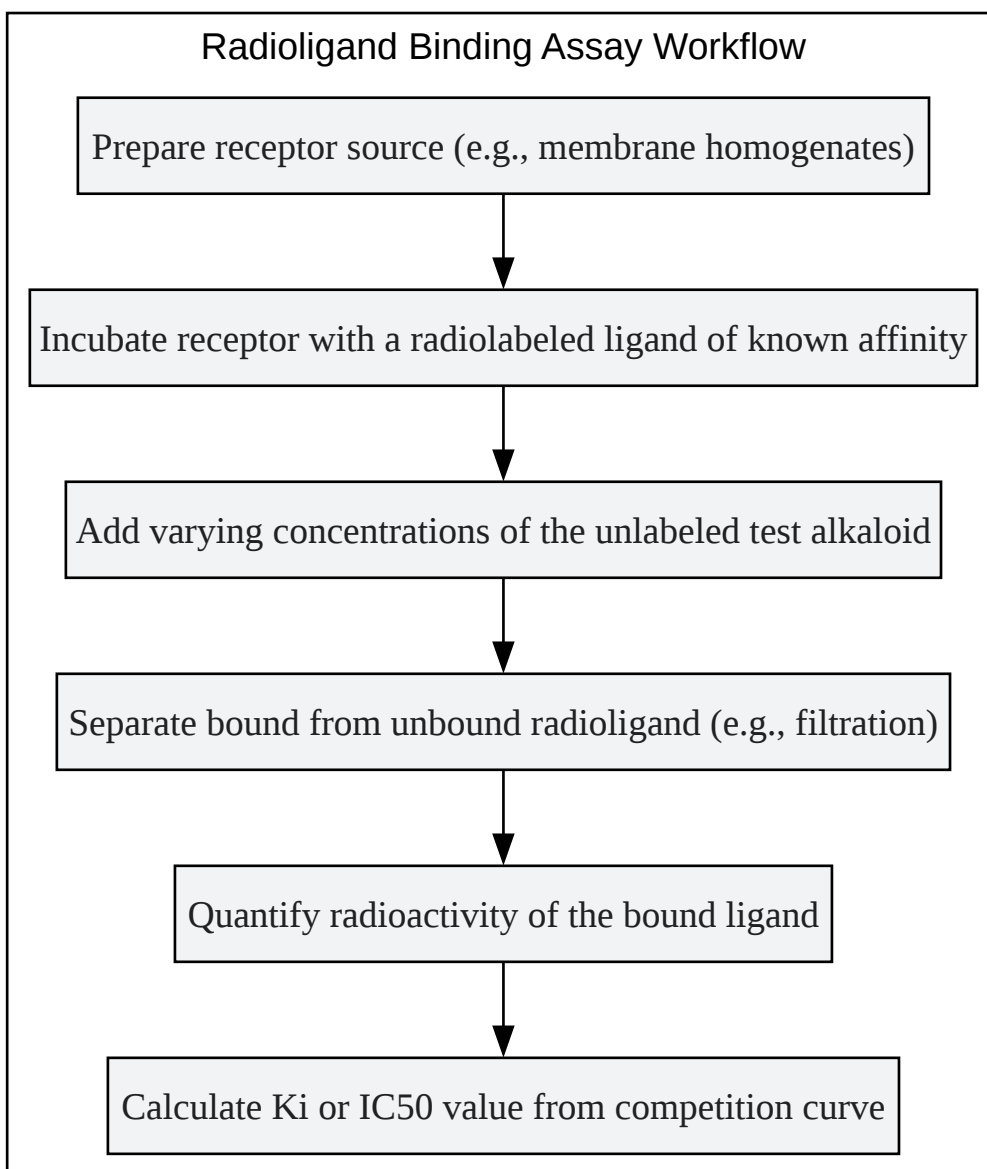 Radioligand Binding Assay Workflow
Prepare receptor source (e.g., membrane homogenates)
Incubate receptor with a radiolabeled ligand of known affinity
Add varying concentrations of the unlabeled test alkaloid
Separate bound from unbound radioligand (e.g., filtration)
Quantify radioactivity of the bound ligand
Calculate Ki or IC50 value from competition curve